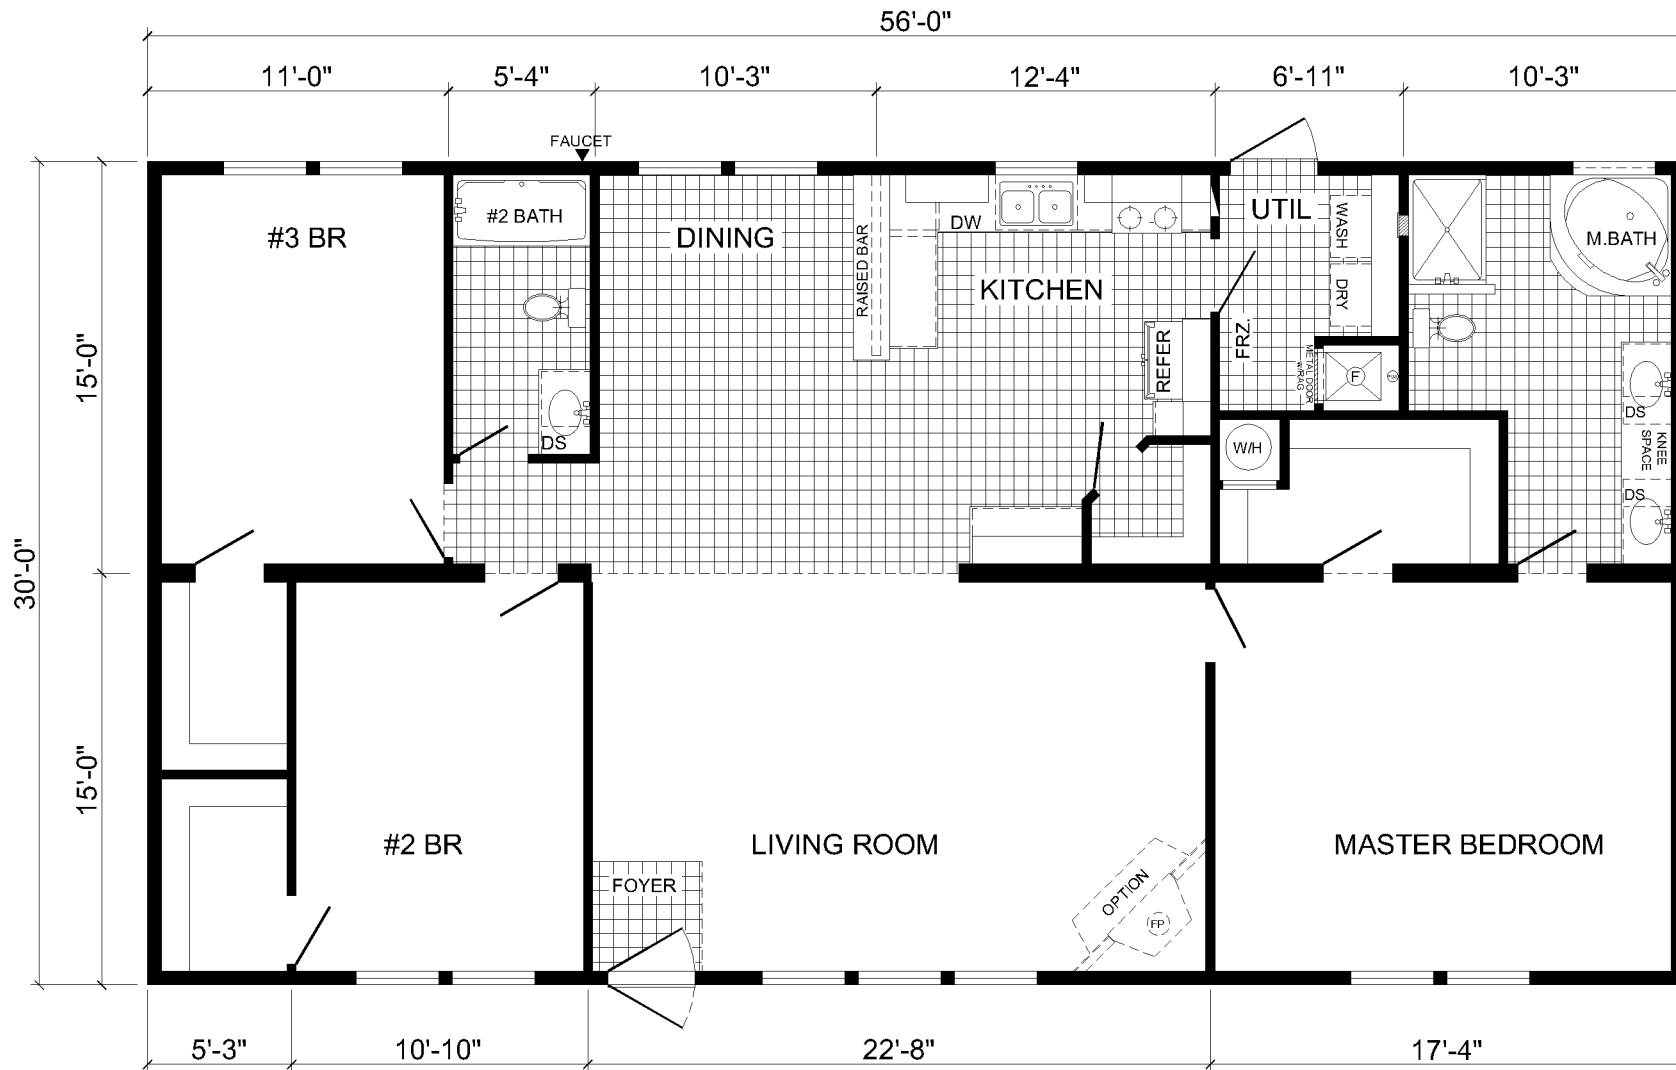 56'-0"
11'-0"
5'-4"
10'-3"
12'-4"
6'-11"
10'-3"
FAUCET
#3 BR
#2 BATH
DINING
RAISED BAR
DW
KITCHEN
UTIL
WASH
DRY
M.BATH
REFER
FRZ.
METAL DOOR
W/RAG
F
DS
DS
KNEE
SPACE
DS
W/H
15'-0"
30'-0"
15'-0"
#2 BR
LIVING ROOM
MASTER BEDROOM
FOYER
OPTION
FP
5'-3"
10'-10"
22'-8"
17'-4"